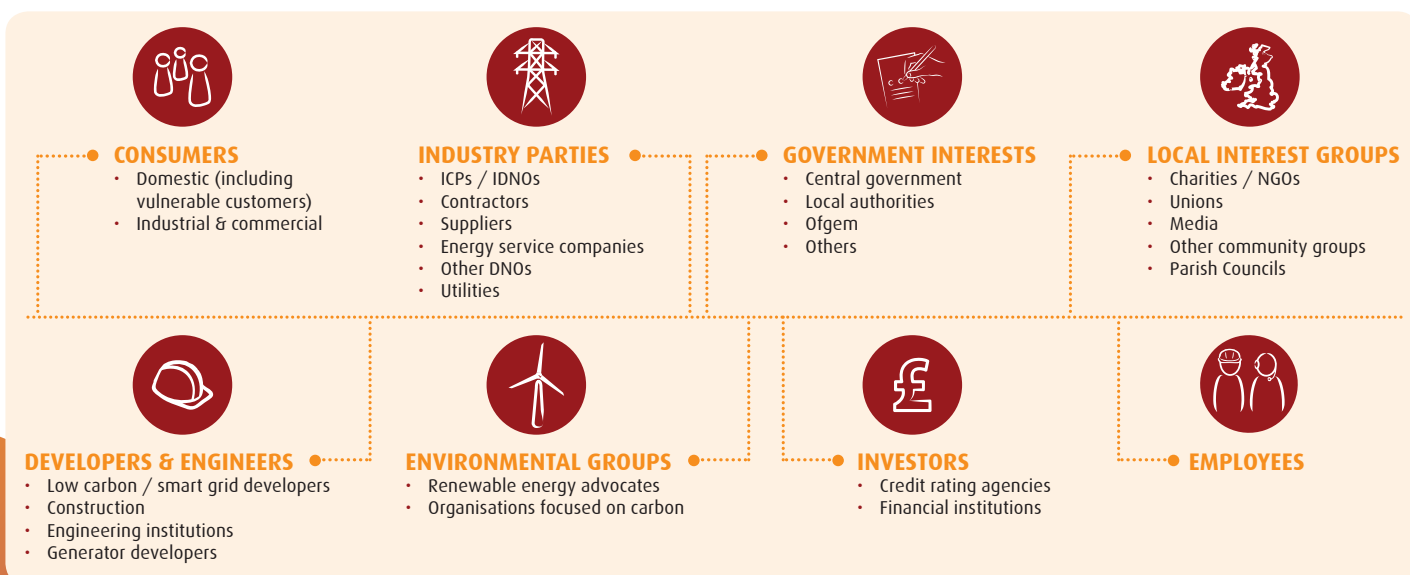 CONSUMERS
• Domestic (including
vulnerable customers)
• Industrial & commercial
INDUSTRY PARTIES
• ICPs / IDNOs
• Contractors
• Suppliers
• Energy service companies
• Other DNOs
• Utilities
GOVERNMENT INTERESTS
• Central government
• Local authorities
• Ofgem
• Others
LOCAL INTEREST GROUPS
• Charities / NGOs
• Unions
• Media
• Other community groups
• Parish Councils
£
DEVELOPERS & ENGINEERS
• Low carbon / smart grid developers
• Construction
• Engineering institutions
• Generator developers
ENVIRONMENTAL GROUPS
• Renewable energy advocates
• Organisations focused on carbon
INVESTORS
• Credit rating agencies
• Financial institutions
EMPLOYEES